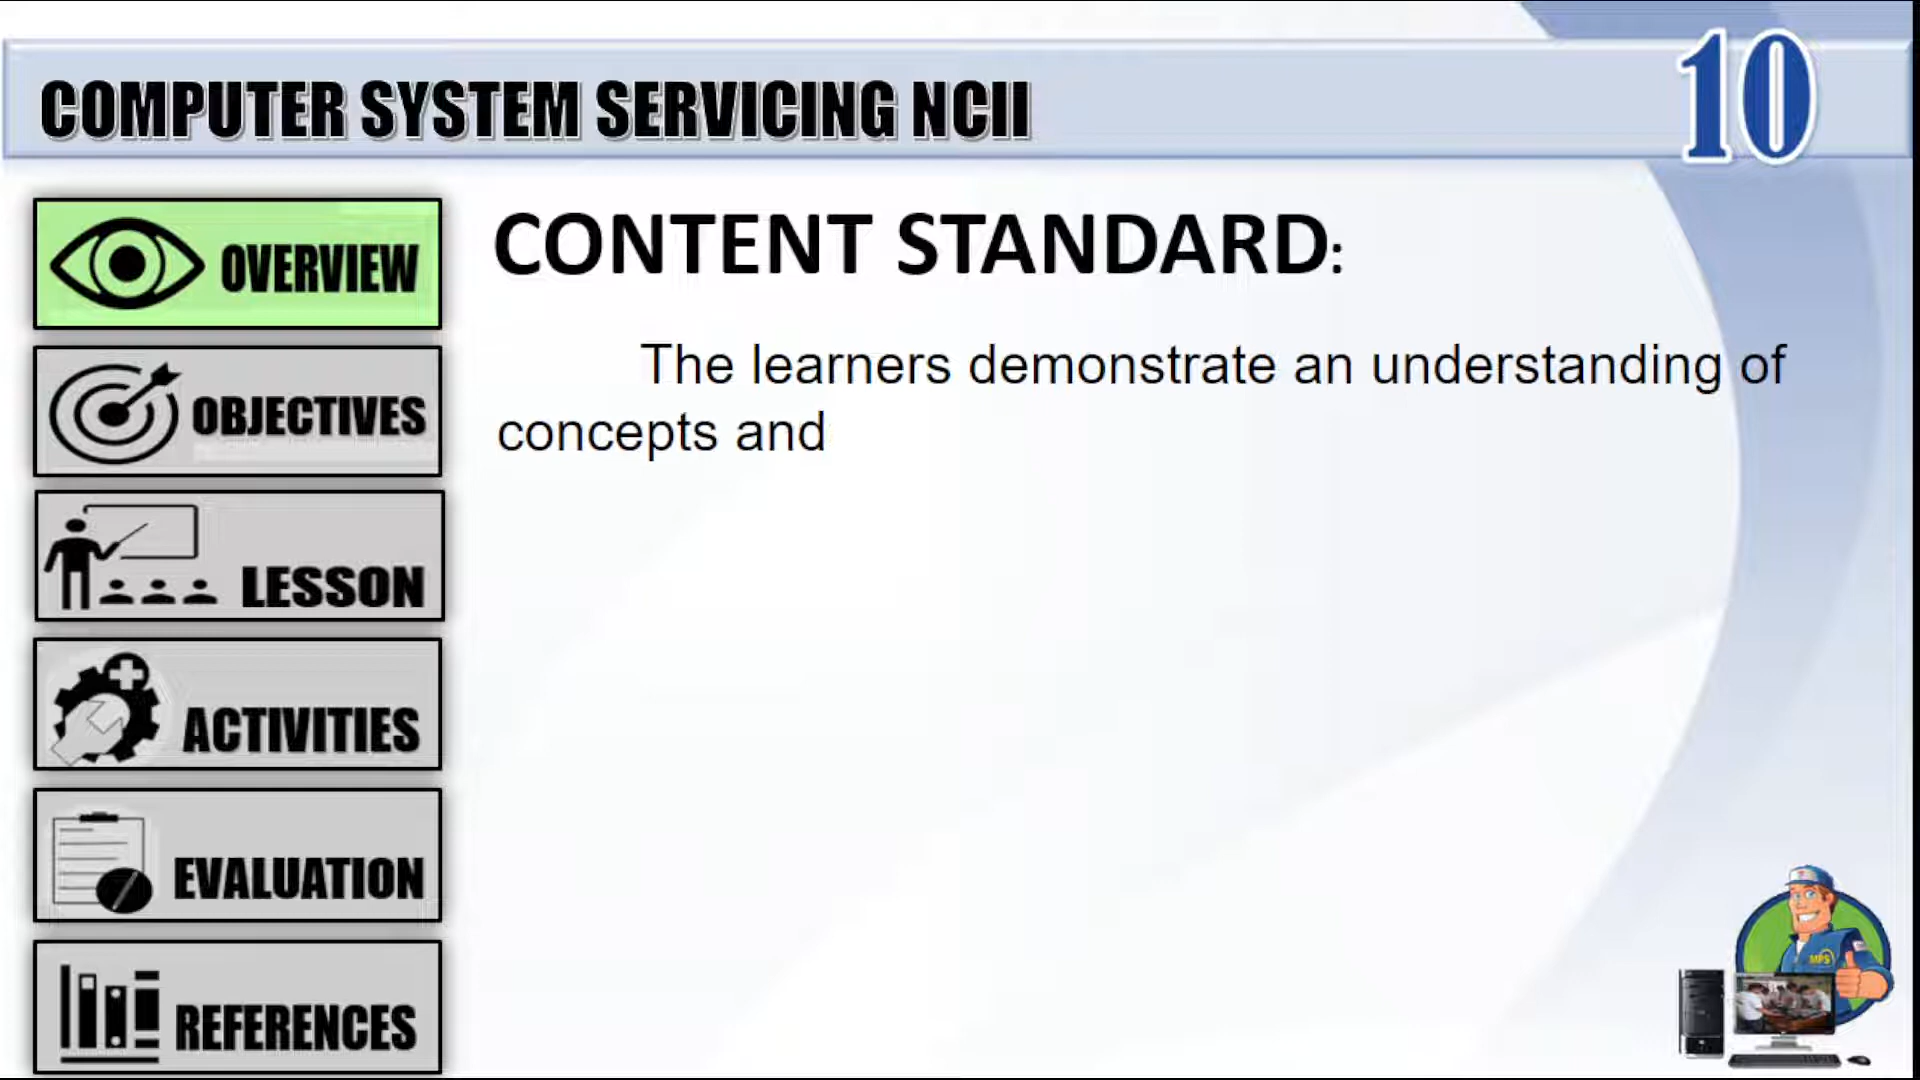 COMPUTER SYSTEM SERVICING NCII
10
OVERVIEW
OBJECTIVES
LESSON
ACTIVITIES
EVALUATION
REFERENCES
CONTENT STANDARD:
The learners demonstrate an understanding of
concepts and
MPS